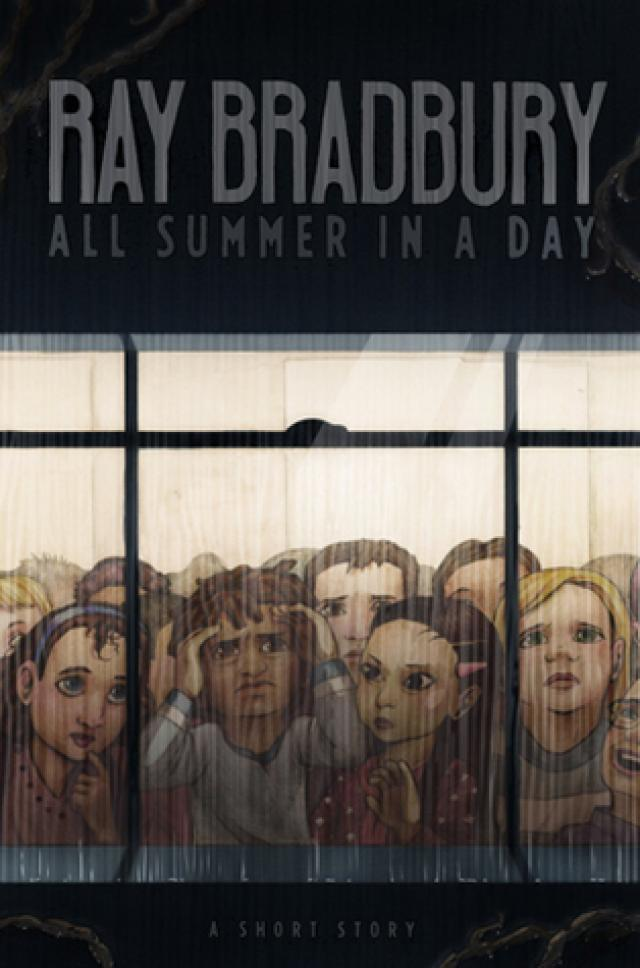 RAY BRADBURY
ALL SUMMER IN A DAY
A SHORT STORY